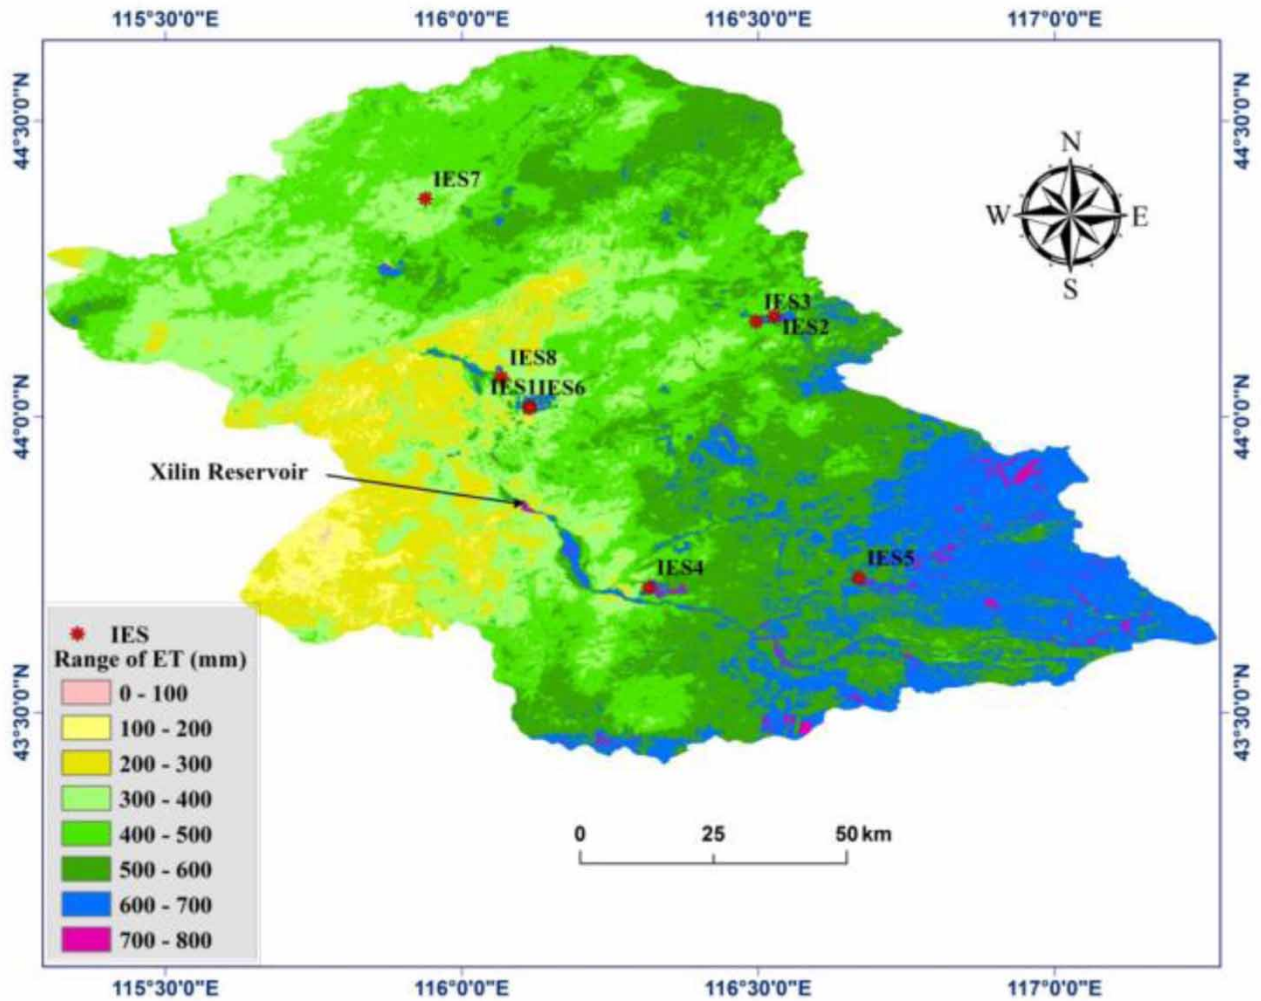 115°30'0"E 116°0'0"E 116°30'0"E 117°0'0"E
44°30'0"N
44°30'0"N
N
W E
S
IES7
IES3
IES2
IES8
IES1IES6
44°0'0"N
44°0'0"N
Xilin Reservoir
IES4
IES5
43°30'0"N
43°30'0"N
IES
Range of ET (mm)
0 - 100
100 - 200
200 - 300
300 - 400
400 - 500
500 - 600
600 - 700
700 - 800
0 25 50 km
115°30'0"E 116°0'0"E 116°30'0"E 117°0'0"E